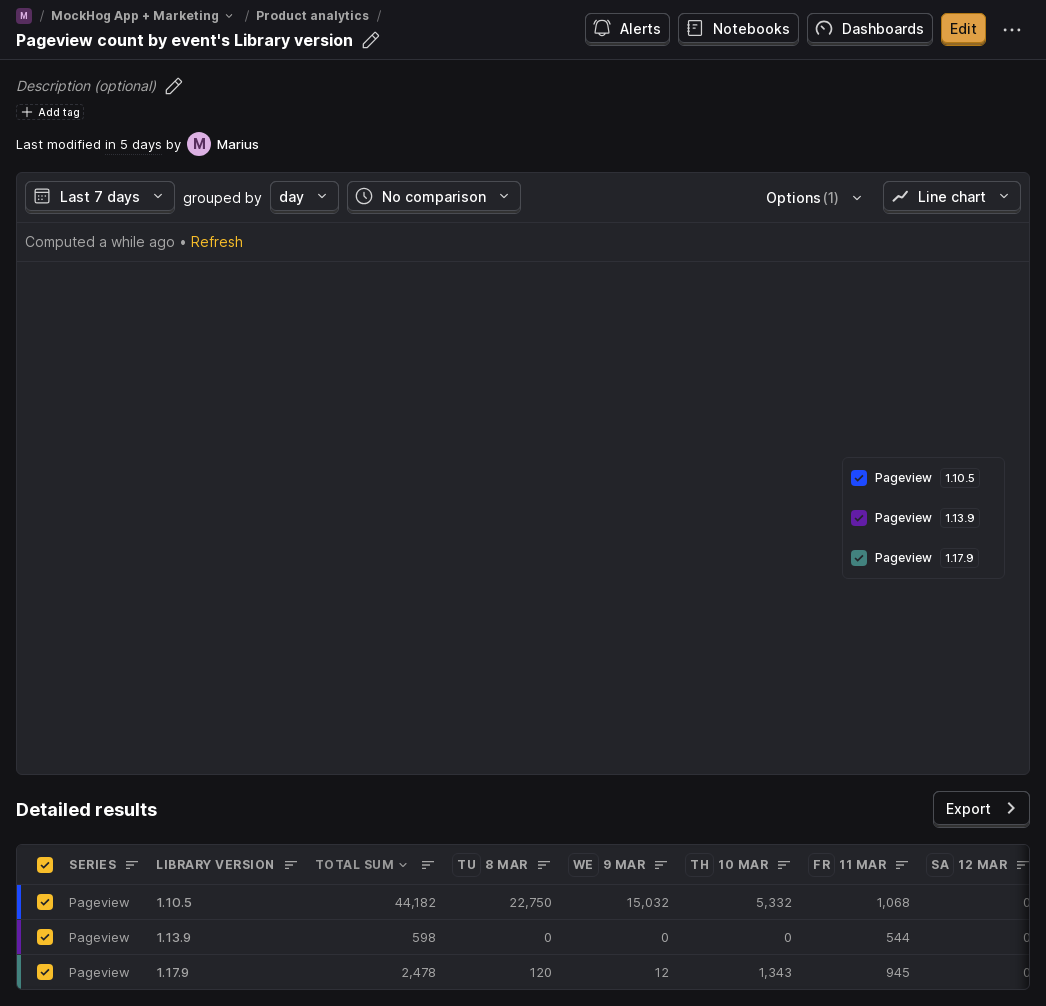 M / MockHog App + Marketing / Product analytics /
Pageview count by event's Library version
Alerts Notebooks Dashboards Edit
Description (optional)
Add tag
Last modified in 5 days by M Marius
Last 7 days grouped by day No comparison Options (1) Line chart
Computed a while ago • Refresh
Pageview 1.10.5
Pageview 1.13.9
Pageview 1.17.9
Detailed results
Export
SERIES LIBRARY VERSION TOTAL SUM TU 8 MAR WE 9 MAR TH 10 MAR FR 11 MAR SA 12 MAR
Pageview 1.10.5 44,182 22,750 15,032 5,332 1,068 0
Pageview 1.13.9 598 0 0 0 544 0
Pageview 1.17.9 2,478 120 12 1,343 945 0